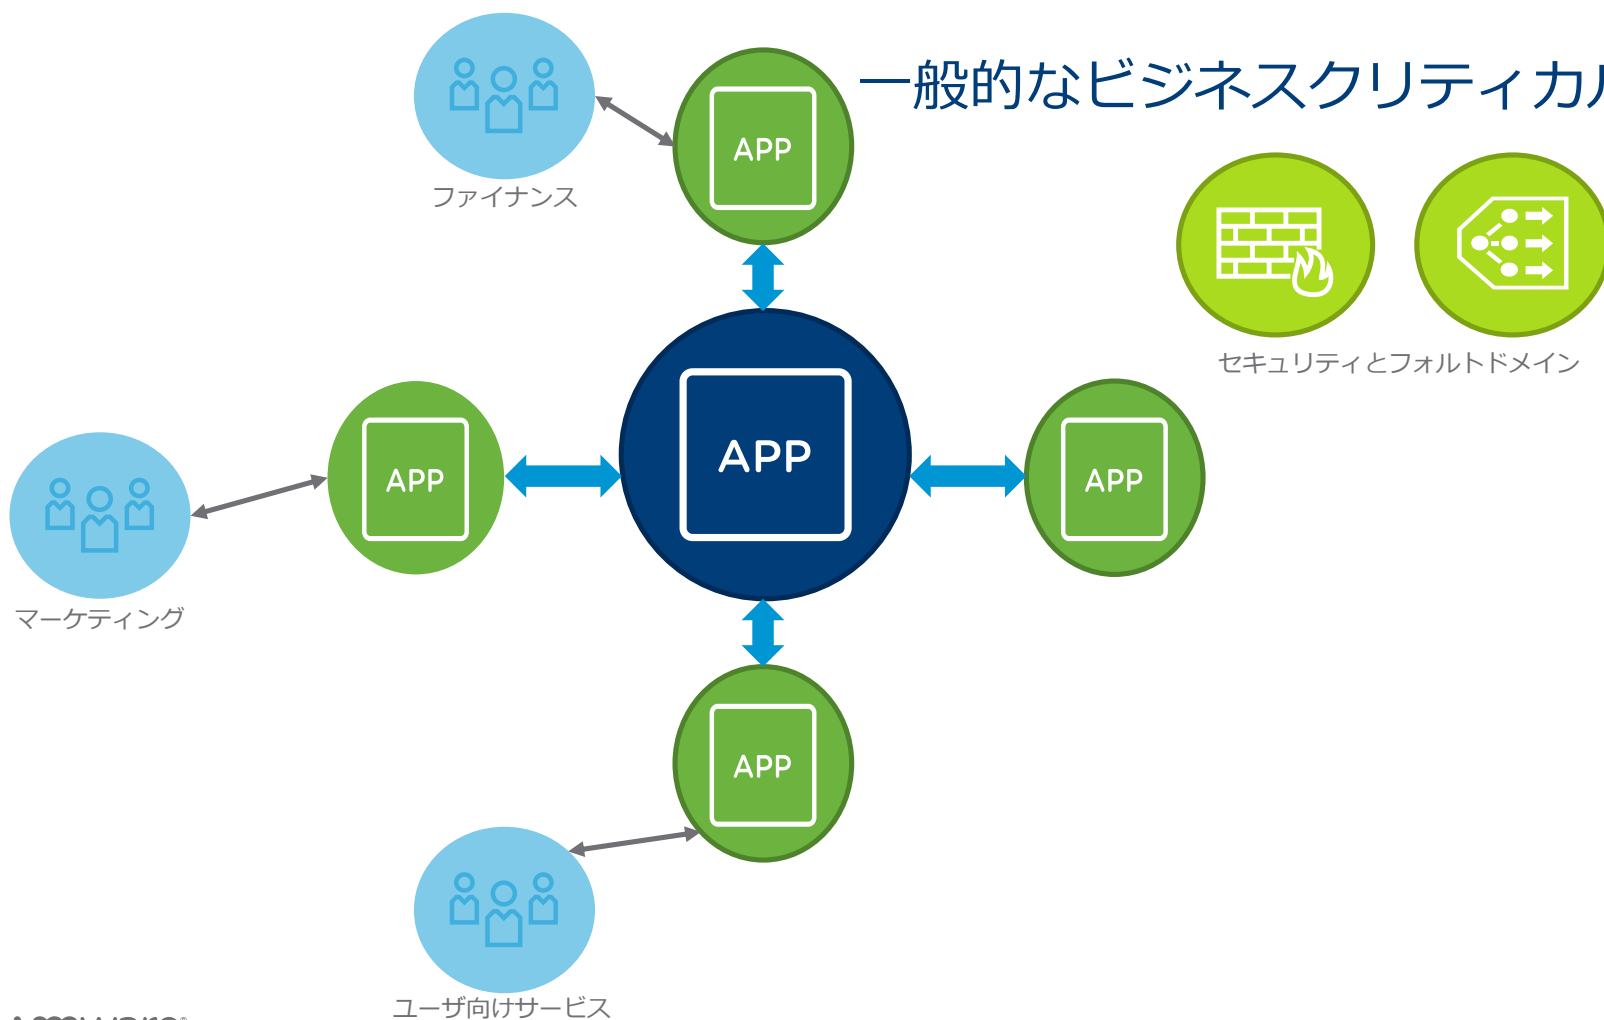 一般的なビジネスクリティカル
APP
ファイナンス
セキュリティとフォルトドメイン
APP
APP
APP
マーケティング
APP
ユーザ向けサービス